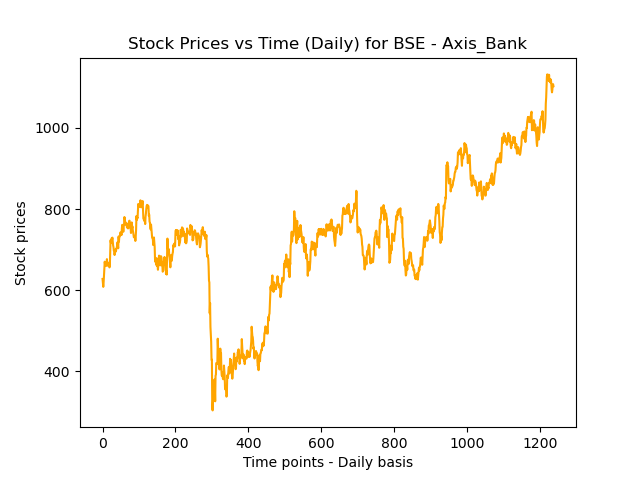 Stock Prices vs Time (Daily) for BSE - Axis_Bank
1000
800
600
400
Stock prices
0 200 400 600 800 1000 1200
Time points - Daily basis